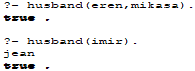 ?- husband(eren,mikasa).
true .
?- husband(imir).
jean
true .